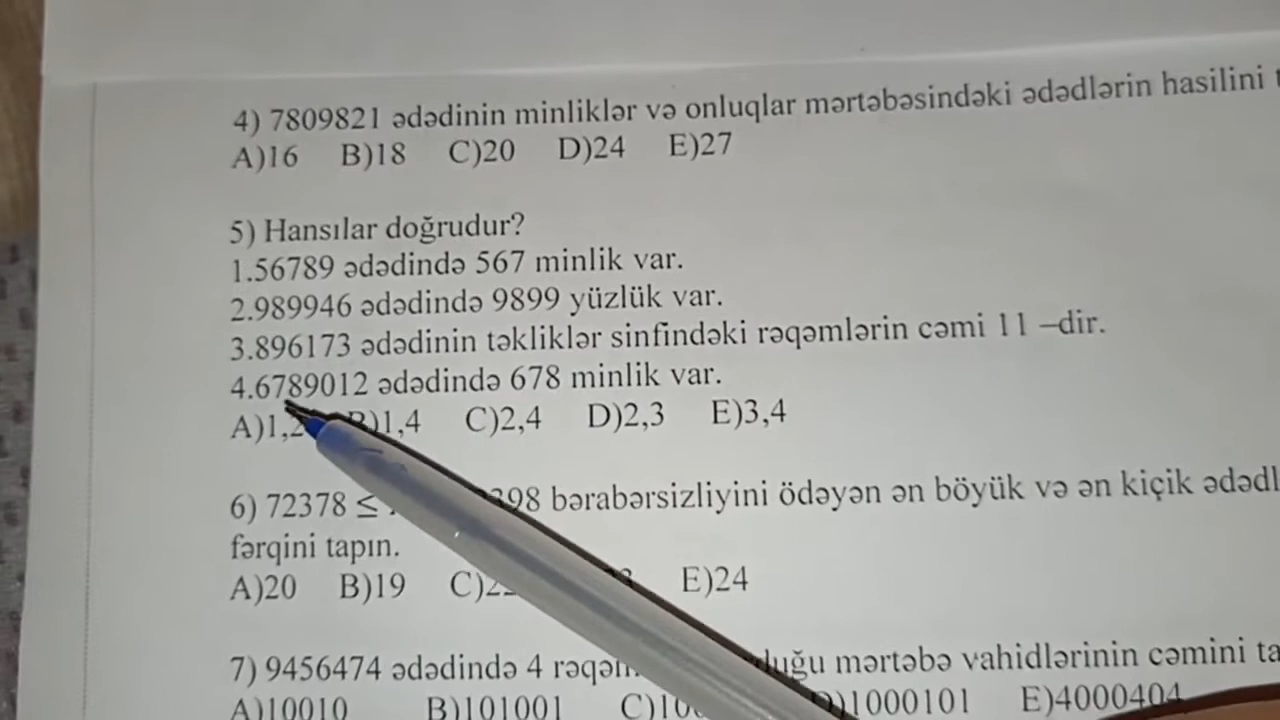 4) 7809821 ədədinin minliklər və onluqlar mərtəbəsindəki ədədlərin hasilini
A)16 B)18 C)20 D)24 E)27
5) Hansılar doğrudur?
1.56789 ədədində 567 minlik var.
2.989946 ədədində 9899 yüzlük var.
3.896173 ədədinin təkliklər sinfindəki rəqəmlərin cəmi 11 –dir.
4.6789012 ədədində 678 minlik var.
A)1,2 B)1,4 C)2,4 D)2,3 E)3,4
6) 72378 ≤ bərabərsizliyini ödəyən ən böyük və ən kiçik
fərqini tapın.
A)20 B)19 E)24
7) 9456474 ədədində 4 mərtəbə vahidlərinin cəmini
A)10010 B)101001 D)1000101 E)4000404